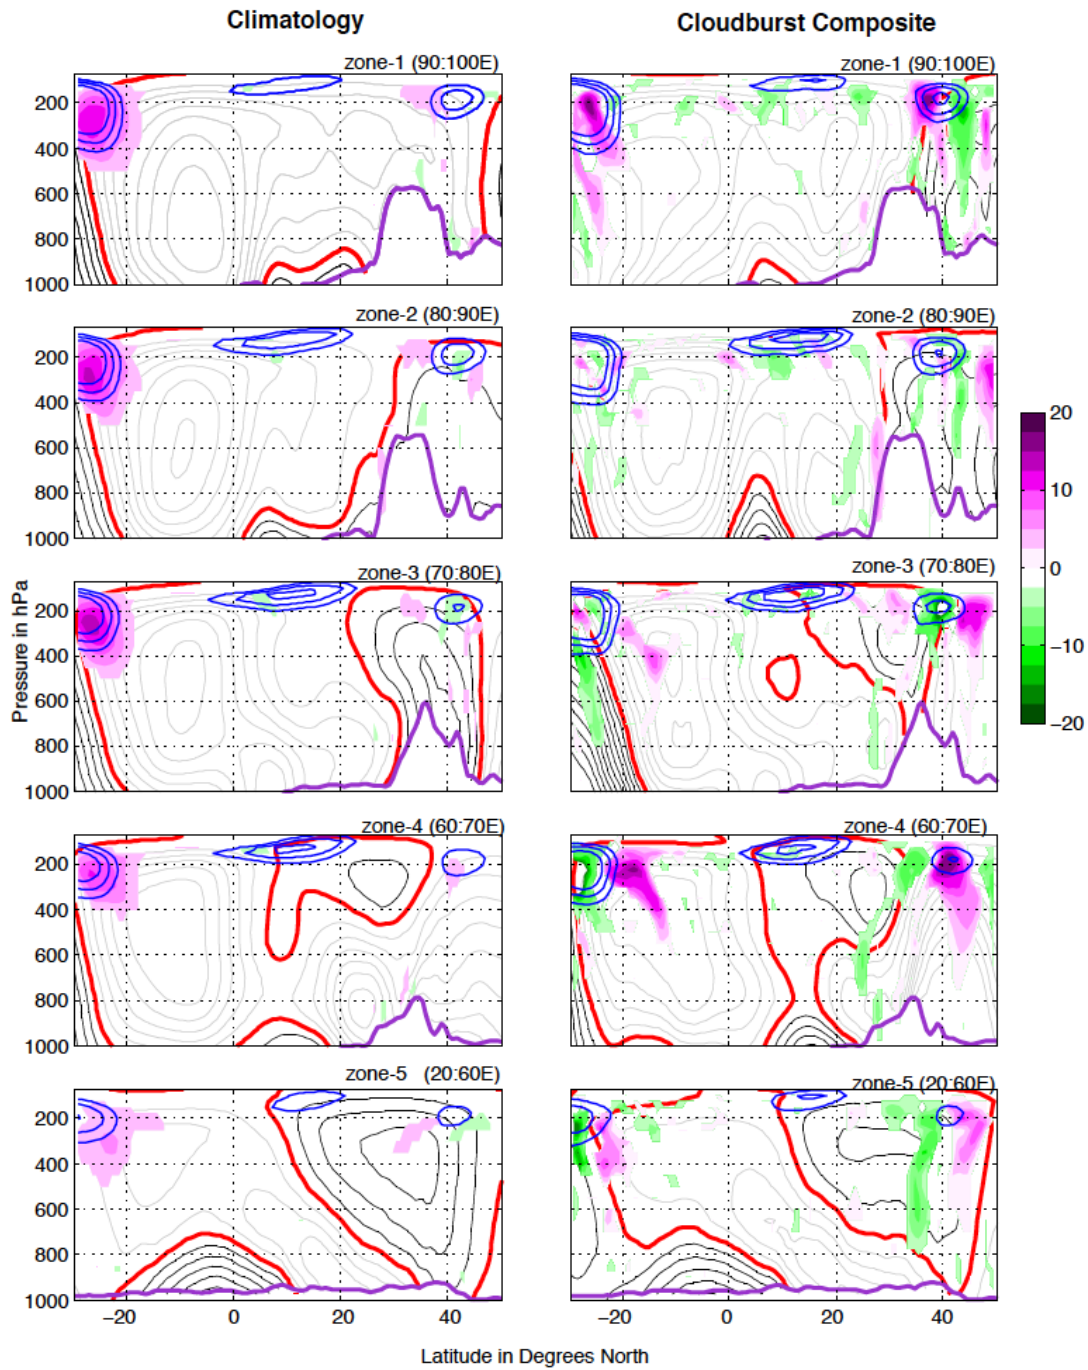 Climatology
Cloudburst Composite
zone-1 (90:100E)
zone-1 (90:100E)
200
400
600
800
1000
zone-2 (80:90E)
zone-2 (80:90E)
200
400
600
800
1000
20
10
0
−10
−20
zone-3 (70:80E)
zone-3 (70:80E)
Pressure in hPa
200
400
600
800
1000
zone-4 (60:70E)
zone-4 (60:70E)
200
400
600
800
1000
zone-5 (20:60E)
zone-5 (20:60E)
200
400
600
800
1000
−20 0 20 40
−20 0 20 40
Latitude in Degrees North